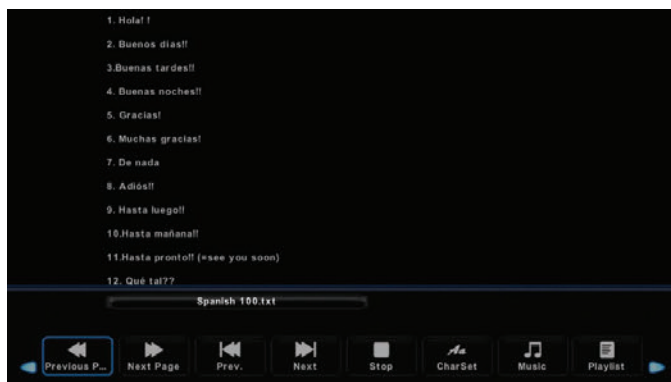 1. Hola! !
2. Buenos días!!
3.Buenas tardes!!
4. Buenas noches!!
5. Gracias!
6. Muchas gracias!
7. De nada
8. Adiós!!
9. Hasta luego!!
10.Hasta mañana!!
11.Hasta pronto!! (=see you soon)
12. Qué tal??
Spanish 100.txt
Previous P... Next Page Prev. Next Stop CharSet Music Playlist